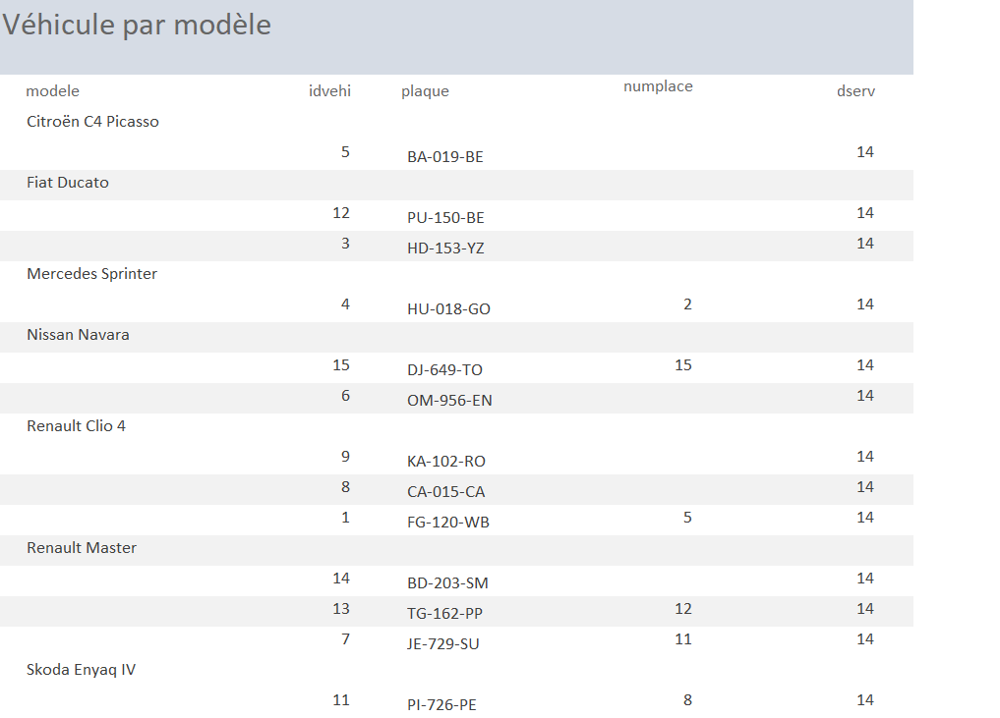 Véhicule par modèle
modele idvehi plaque numplace dserv
Citroën C4 Picasso
5 BA-019-BE 14
Fiat Ducato
12 PU-150-BE 14
3 HD-153-YZ 14
Mercedes Sprinter
4 HU-018-GO 2 14
Nissan Navara
15 DJ-649-TO 15 14
6 OM-956-EN 14
Renault Clio 4
9 KA-102-RO 14
8 CA-015-CA 14
1 FG-120-WB 5 14
Renault Master
14 BD-203-SM 14
13 TG-162-PP 12 14
7 JE-729-SU 11 14
Skoda Enyaq IV
11 PI-726-PE 8 14